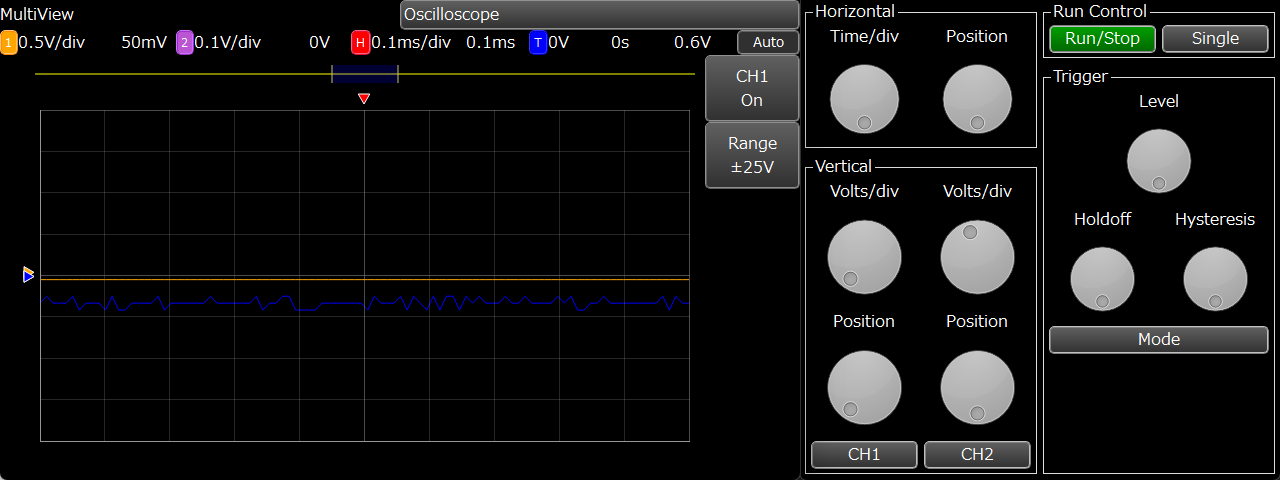 MultiView
Oscilloscope
1 0.5V/div 50mV 2 0.1V/div 0V H 0.1ms/div 0.1ms T 0V 0s 0.6V Auto
CH1
On
Range
±25V
Horizontal
Time/div Position
Vertical
Volts/div Volts/div
Position Position
CH1 CH2
Run Control
Run/Stop Single
Trigger
Level
Holdoff Hysteresis
Mode